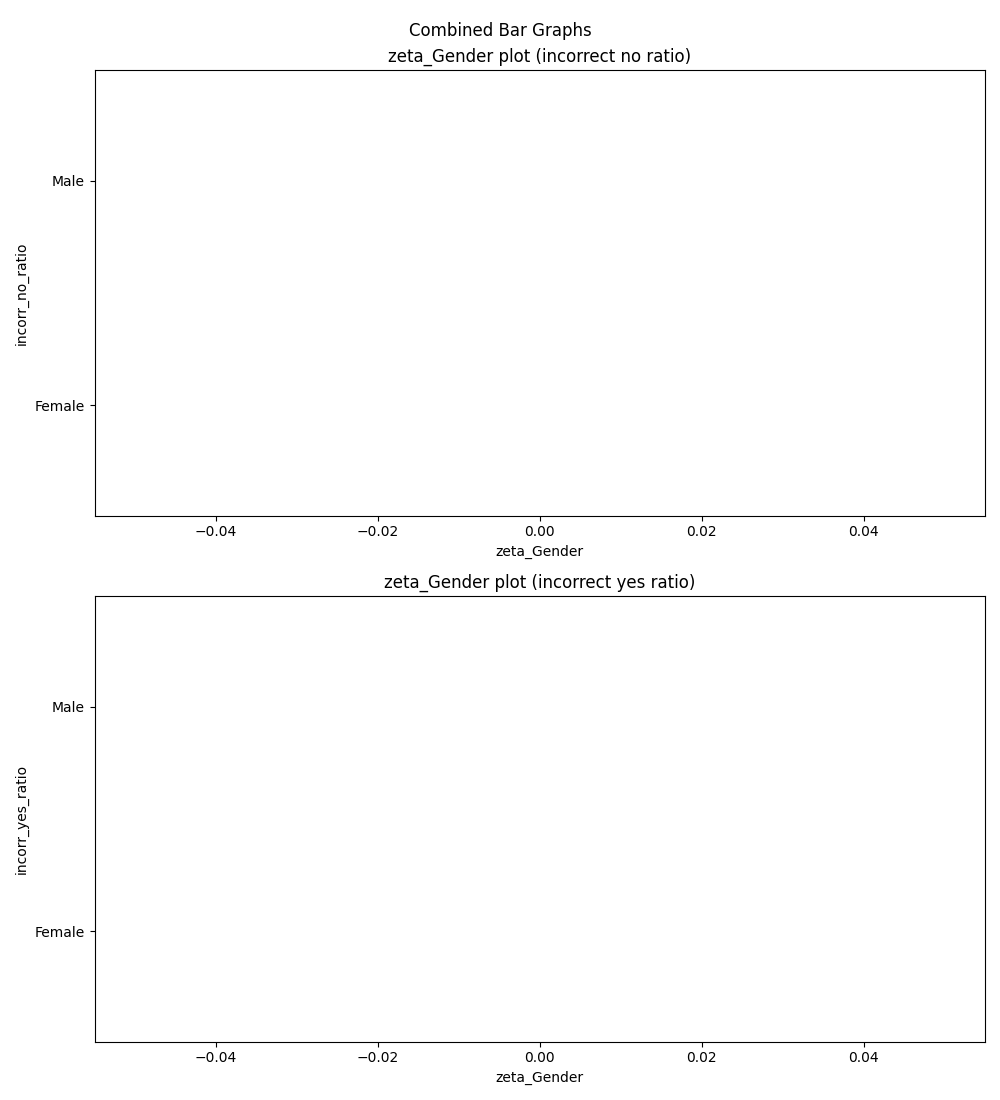 Combined Bar Graphs
zeta_Gender plot (incorrect no ratio)
Male
incorr_no_ratio
Female
−0.04 −0.02 0.00 0.02 0.04
zeta_Gender
zeta_Gender plot (incorrect yes ratio)
Male
incorr_yes_ratio
Female
−0.04 −0.02 0.00 0.02 0.04
zeta_Gender